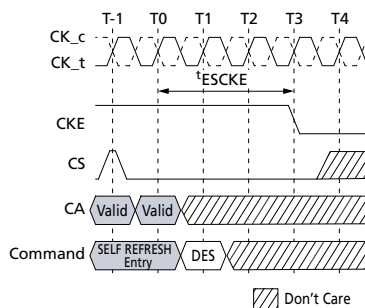 T-1 T0 T1 T2 T3 T4
CK_c
CK_t
tESCKE
CKE
CS
CA Valid Valid
Command SELF REFRESH Entry DES
Don't Care